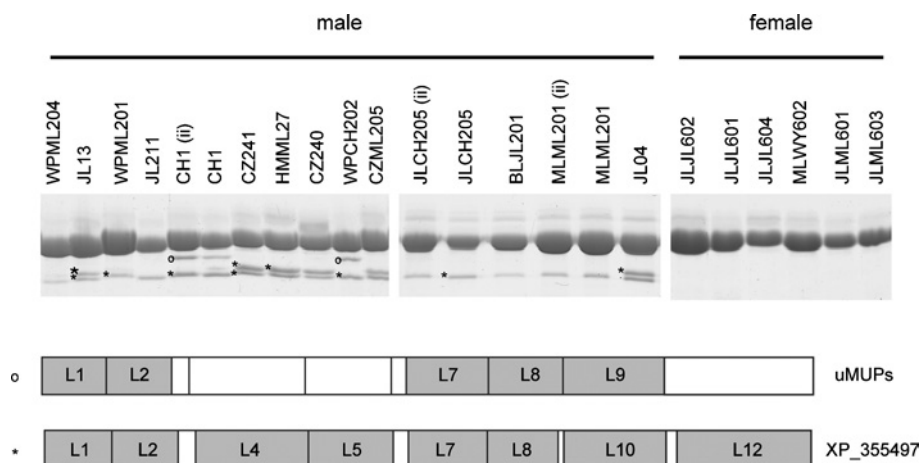 male female
WPML204 JL13 WPML201 JL211 CH1 (ii) CH1 CZ241 HMML27 CZ240 WPCH202 CZML205 JLCH205 (ii) JLCH205 BLJL201 MLML201 (ii) MLML201 JL04 JLJL602 JLJL601 JLJL604 MLWY602 JLML601 JLML603
* o * o
* * * * * * * * * *
o L1 L2 L7 L8 L9 uMUPs
* L1 L2 L4 L5 L7 L8 L10 L12 XP_355497